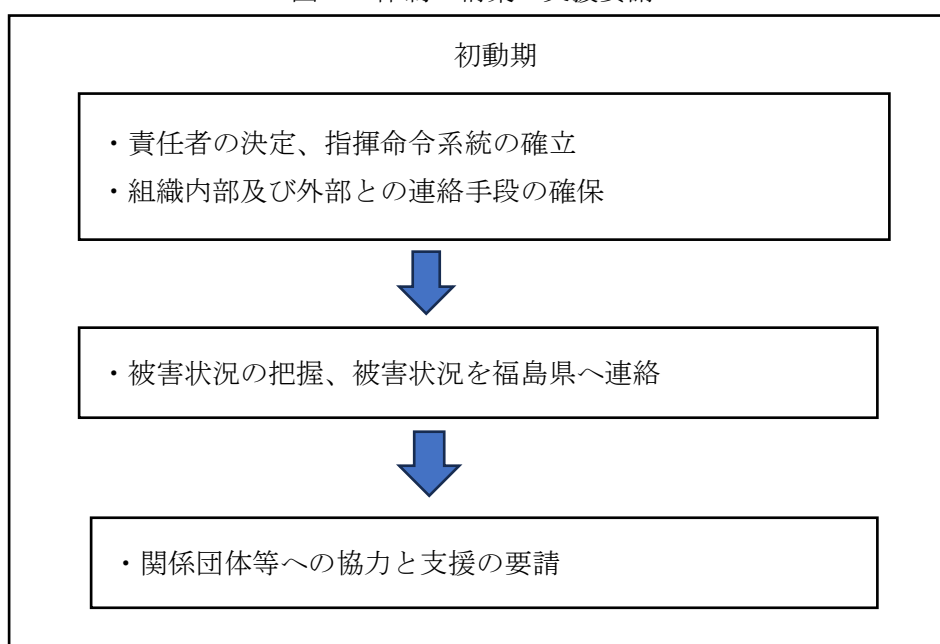 初動期
・責任者の決定、指揮命令系統の確立
・組織内部及び外部との連絡手段の確保
・被害状況の把握、被害状況を福島県へ連絡
・関係団体等への協力と支援の要請